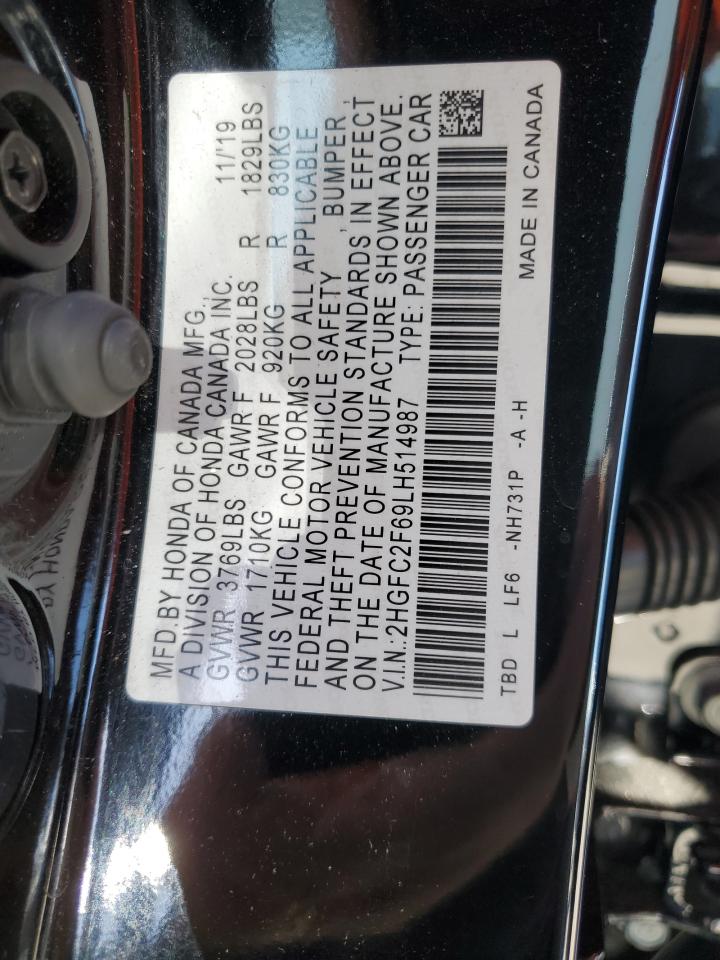 MFD.BY HONDA OF CANADA MFG., 11/'19
A DIVISION OF HONDA CANADA INC.
GVWR 3769LBS GAWR F 2028LBS R 1829LBS
GVWR 1710KG GAWR F 920KG R 830KG
THIS VEHICLE CONFORMS TO ALL APPLICABLE
FEDERAL MOTOR VEHICLE SAFETY , BUMPER ,
AND THEFT PREVENTION STANDARDS IN EFFECT
ON THE DATE OF MANUFACTURE SHOWN ABOVE.
V.I.N.:2HGFC2F69LH514987 TYPE: PASSENGER CAR
TBD L LF6 -NH731P -A -H MADE IN CANADA